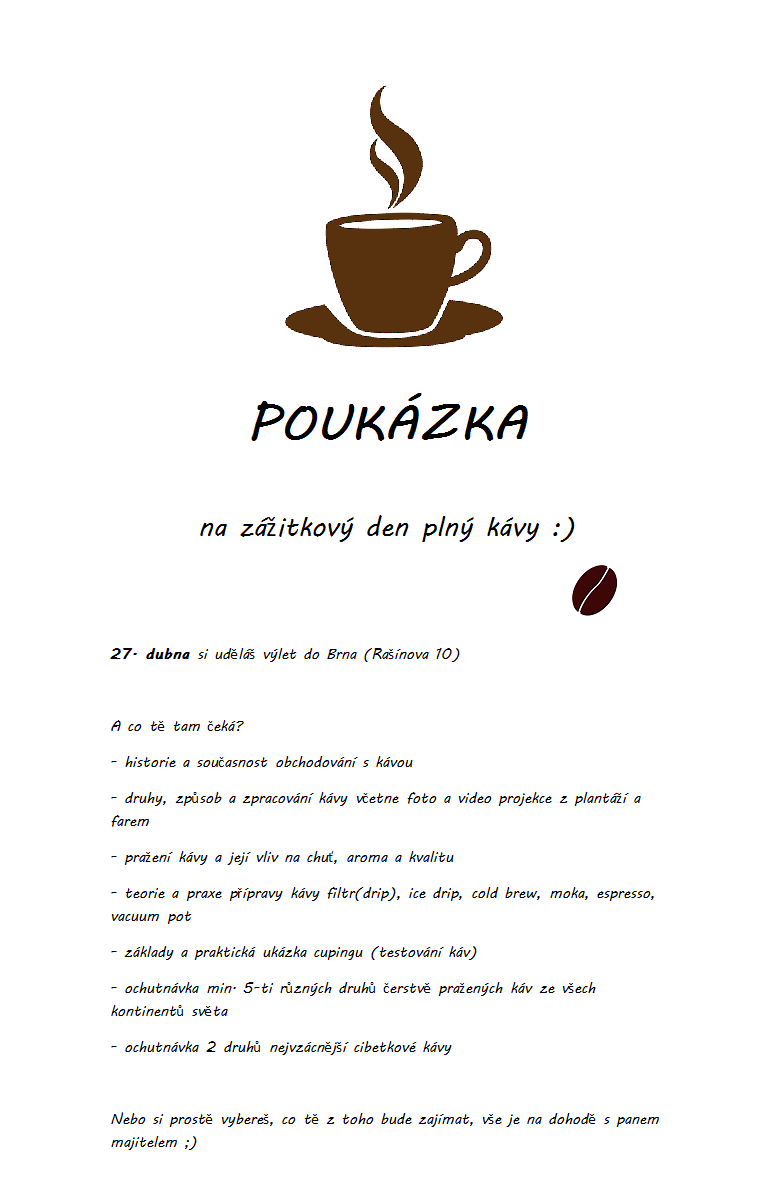 POUKÁZKA
na zážitkový den plný kávy :)
27. dubna si uděláš výlet do Brna (Rašínova 10)
A co tě tam čeká?
- historie a současnost obchodování s kávou
- druhy, způsob a zpracování kávy včetne foto a video projekce z plantáží a
farem
- pražení kávy a její vliv na chuť, aroma a kvalitu
- teorie a praxe přípravy kávy filtr(drip), ice drip, cold brew, moka, espresso,
vacuum pot
- základy a praktická ukázka cupingu (testování káv)
- ochutnávka min. 5-ti různých druhů čerstvě pražených káv ze všech
kontinentů světa
- ochutnávka 2 druhů nejvzácnější cibetkové kávy
Nebo si prostě vybereš, co tě z toho bude zajímat, vše je na dohodě s panem
majitelem ;)